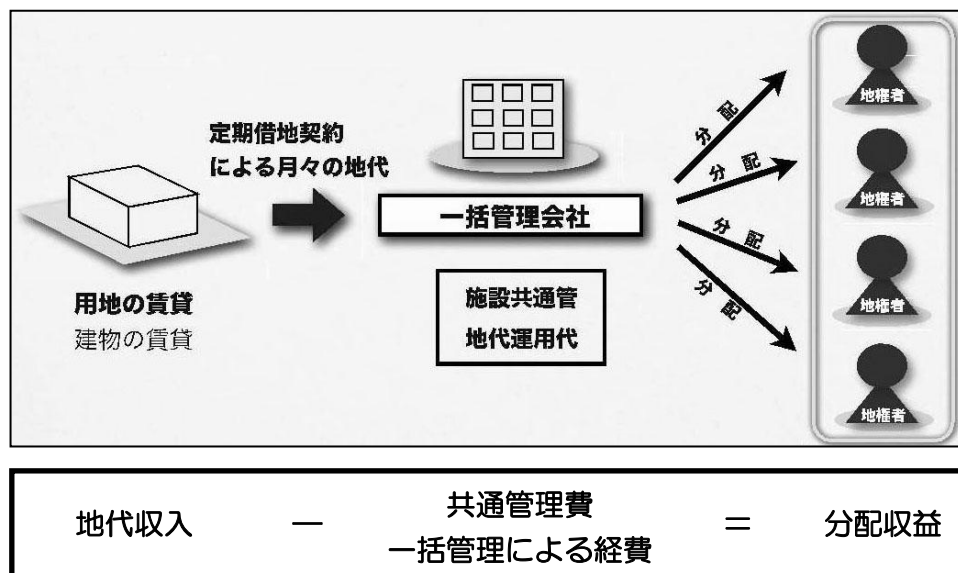 定期借地契約
による月々の地代
用地の賃貸
建物の賃貸
一括管理会社
施設共通管
地代運用代
分配
分配
分配
分配
地権者
地権者
地権者
地権者
地代収入 － 共通管理費 ＝ 分配収益
一括管理による経費